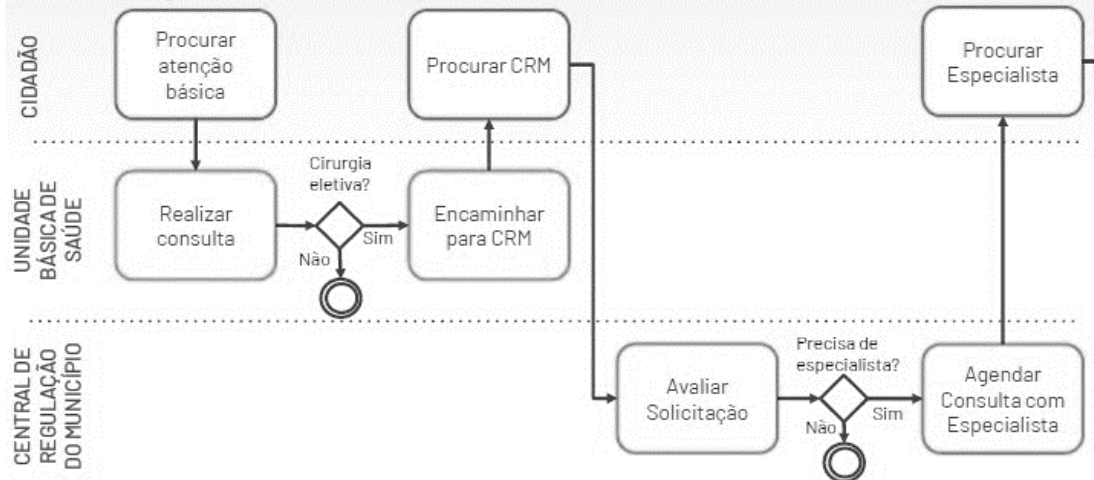 CIDADÃO
Procurar
atenção
básica
Procurar CRM
Procurar
Especialista
UNIDADE
BÁSICA DE
SAÚDE
Realizar
consulta
Cirurgia
eletiva?
Sim
Não
Encaminhar
para CRM
CENTRAL DE
REGULAÇÃO
DO MUNICÍPIO
Avaliar
Solicitação
Precisa de
especialista?
Sim
Não
Agendar
Consulta com
Especialista